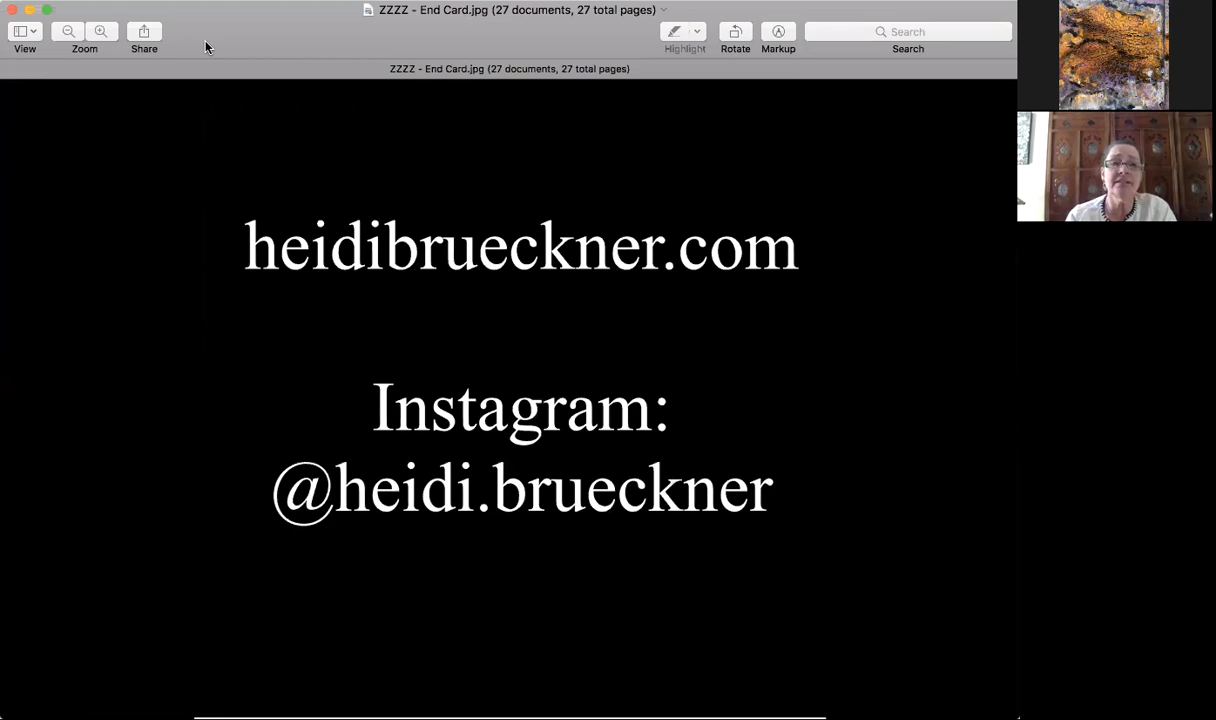 ZZZZ - End Card.jpg (27 documents, 27 total pages)
View
Zoom
Share
Highlight
Rotate
Markup
Search
Search
ZZZZ - End Card.jpg (27 documents, 27 total pages)
heidibrueckner.com
Instagram:
@heidi.brueckner